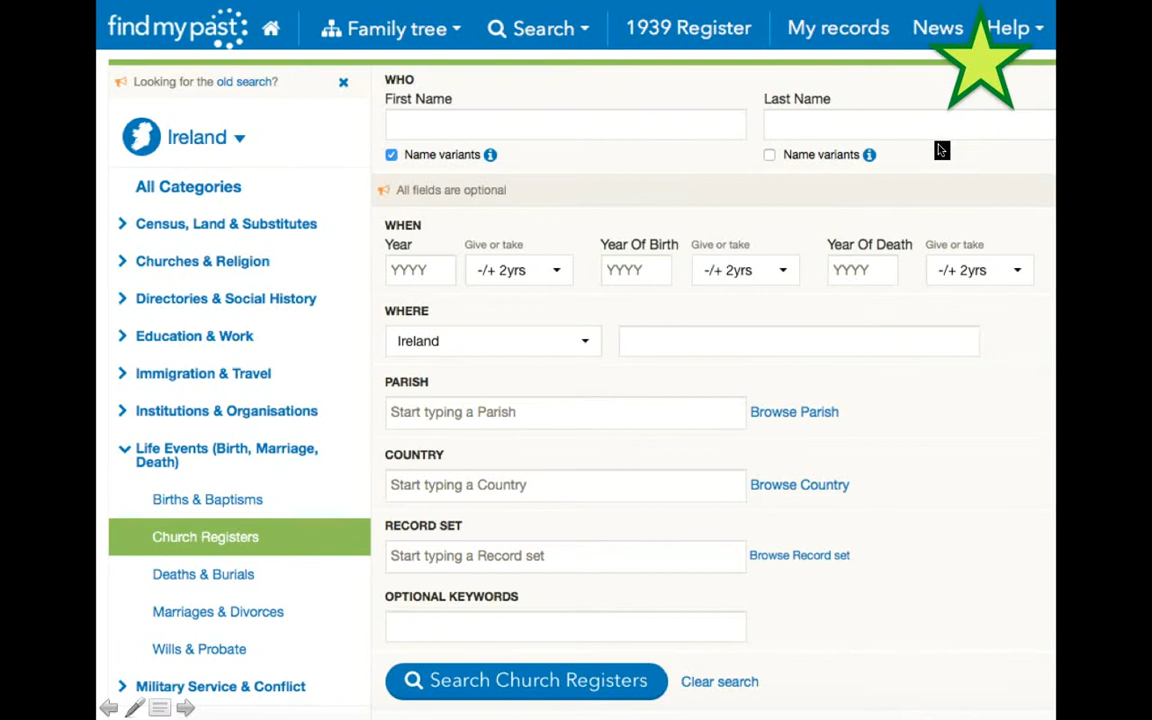 findmypast Family tree Search 1939 Register My records News Help
Looking for the old search?
Ireland
All Categories
Census, Land & Substitutes
Churches & Religion
Directories & Social History
Education & Work
Immigration & Travel
Institutions & Organisations
Life Events (Birth, Marriage,
Death)
Births & Baptisms
Church Registers
Deaths & Burials
Marriages & Divorces
Wills & Probate
Military Service & Conflict
WHO
First Name Last Name
Name variants Name variants
All fields are optional
WHEN
Year Give or take Year Of Birth Give or take Year Of Death Give or take
YYYY -/+ 2yrs YYYY -/+ 2yrs YYYY -/+ 2yrs
WHERE
Ireland
PARISH
Start typing a Parish Browse Parish
COUNTRY
Start typing a Country Browse Country
RECORD SET
Start typing a Record set Browse Record set
OPTIONAL KEYWORDS
Search Church Registers Clear search